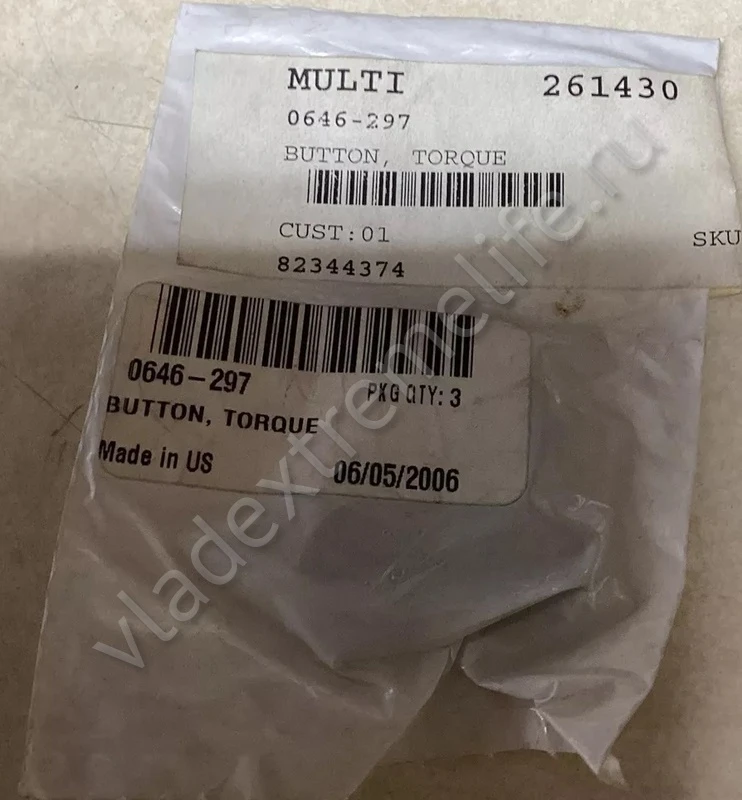 MULTI 261430
0646-297
BUTTON, TORQUE
CUST:01 SKU
82344374
0646-297 PKG QTY: 3
BUTTON, TORQUE
Made in US 06/05/2006
vladextremelife.ru